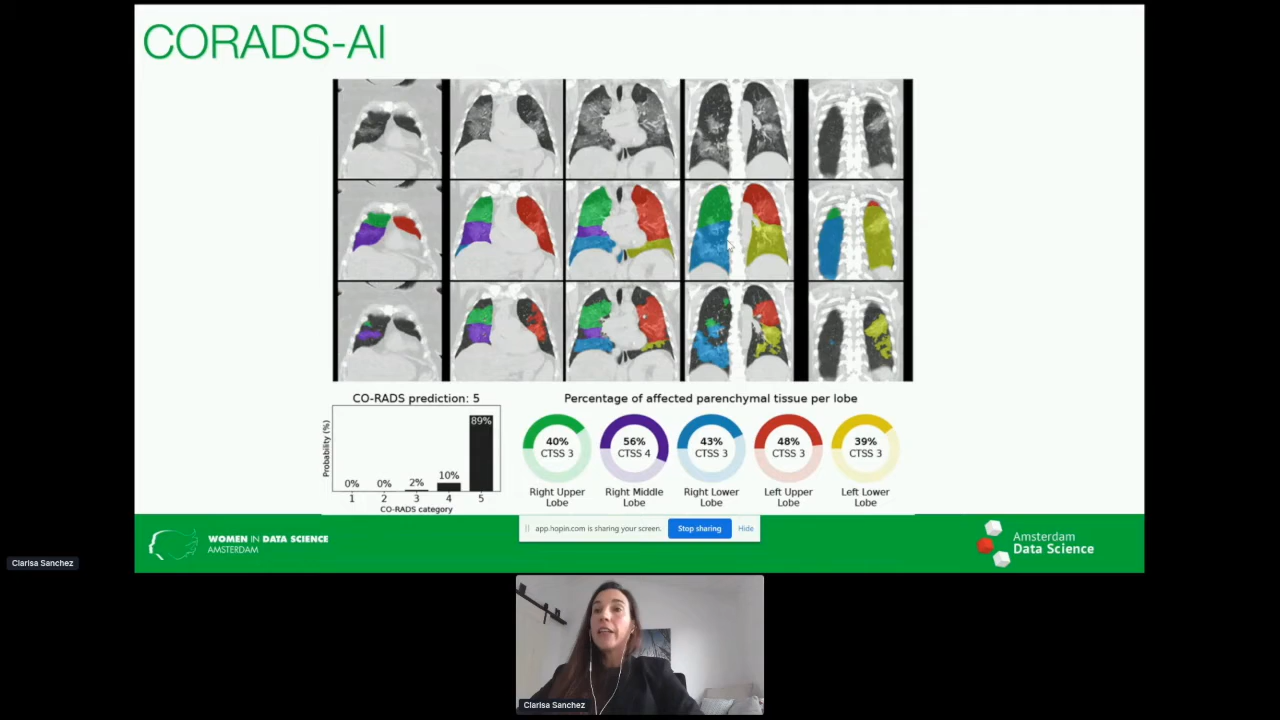 CORADS-AI
CO-RADS prediction: 5
Probability (%)
0%
0%
2%
10%
89%
1
2
3
4
5
CO-RADS category
Percentage of affected parenchymal tissue per lobe
40%
CTSS 3
Right Upper
Lobe
56%
CTSS 4
Right Middle
Lobe
43%
CTSS 3
Right Lower
Lobe
48%
CTSS 3
Left Upper
Lobe
39%
CTSS 3
Left Lower
Lobe
WOMEN IN DATA SCIENCE
AMSTERDAM
app.hopin.com is sharing your screen.
Stop sharing
Hide
Amsterdam
Data Science
Clarisa Sanchez
Clarisa Sanchez